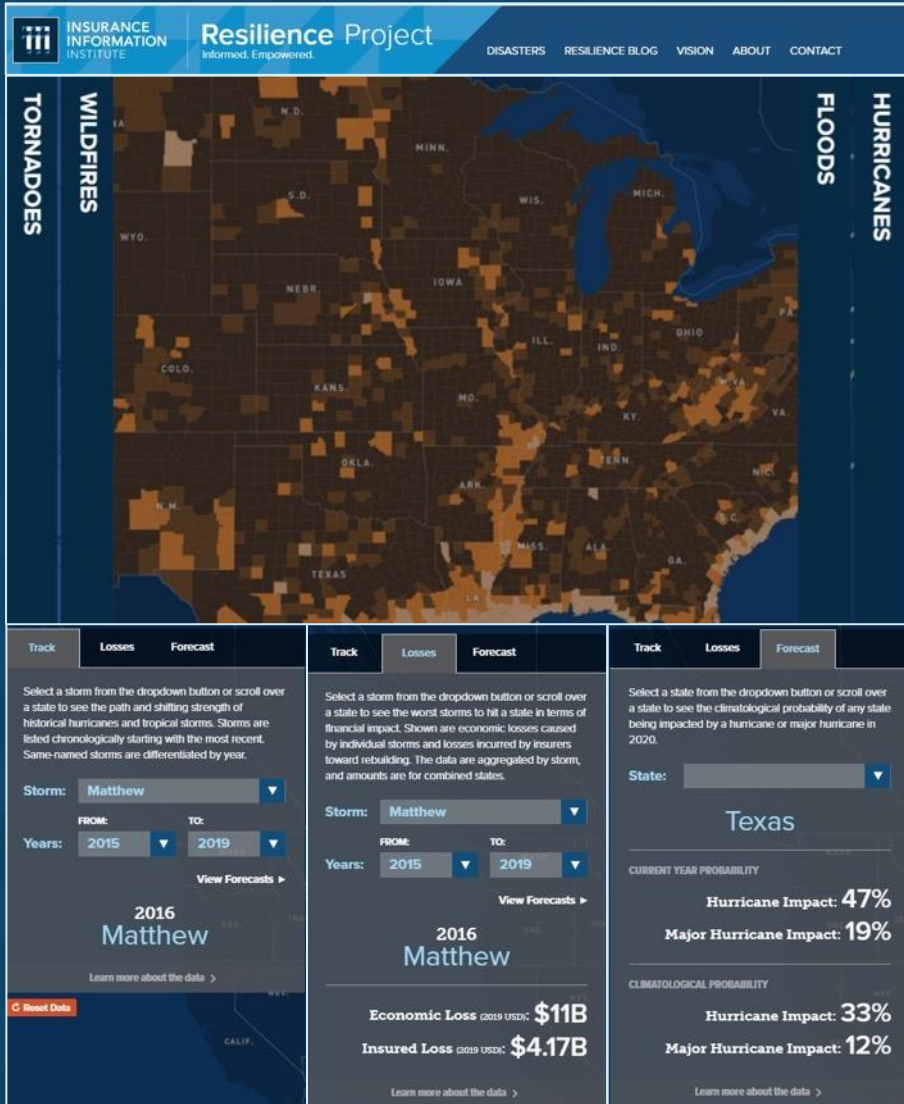 INSURANCE
INFORMATION
INSTITUTE
Resilience Project
Informed. Empowered.
DISASTERS RESILIENCE BLOG VISION ABOUT CONTACT
TORNADOES
WILDFIRES
FLOODS
HURRICANES
N.D.
MINN.
S.D.
WIS.
MICH.
WYO.
NEBR.
IOWA
ILL.
IND.
OHIO
PA.
COLO.
KANS.
MO.
KY.
W.VA.
VA.
OKLA.
TENN.
N.C.
N.M.
ARK.
S.C.
TEXAS
MISS.
ALA.
GA.
LA.
Track Losses Forecast
Select a storm from the dropdown button or scroll over
a state to see the path and shifting strength of
historical hurricanes and tropical storms. Storms are
listed chronologically starting with the most recent.
Same-named storms are differentiated by year.
Storm: Matthew
FROM: TO:
Years: 2015 2019
View Forecasts
2016
Matthew
Learn more about the data
Reset Data
NEV.
CALIF.
Track Losses Forecast
Select a storm from the dropdown button or scroll over
a state to see the worst storms to hit a state in terms of
financial impact. Shown are economic losses caused
by individual storms and losses incurred by insurers
toward rebuilding. The data are aggregated by storm,
and amounts are for combined states.
Storm: Matthew
FROM: TO:
Years: 2015 2019
View Forecasts
2016
Matthew
Economic Loss (2019 USD): $11B
Insured Loss (2019 USD): $4.17B
Learn more about the data
Track Losses Forecast
Select a state from the dropdown button or scroll over
a state to see the climatological probability of any state
being impacted by a hurricane or major hurricane in
2020.
State:
Texas
CURRENT YEAR PROBABILITY
Hurricane Impact: 47%
Major Hurricane Impact: 19%
CLIMATOLOGICAL PROBABILITY
Hurricane Impact: 33%
Major Hurricane Impact: 12%
Learn more about the data